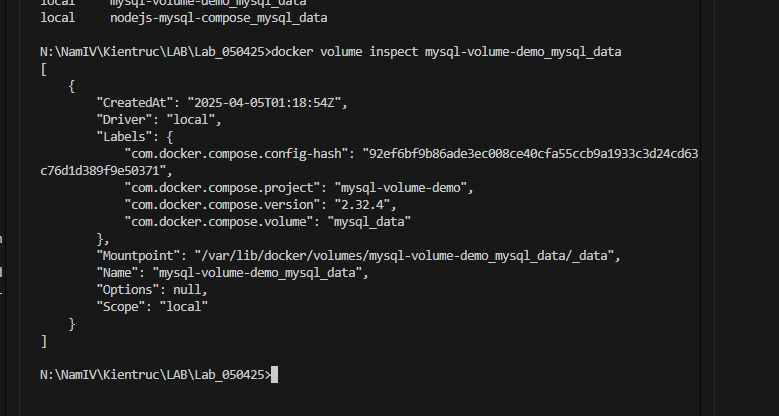 local     mysql-volume-demo_mysql_data
local     nodejs-mysql-compose_mysql_data
N:\NamIV\Kientruc\LAB\Lab_050425>docker volume inspect mysql-volume-demo_mysql_data
[
    {
        "CreatedAt": "2025-04-05T01:18:54Z",
        "Driver": "local",
        "Labels": {
            "com.docker.compose.config-hash": "92ef6bf9b86ade3ec008ce40cfa55ccb9a1933c3d24cd63
c76d1d389f9e50371",
            "com.docker.compose.project": "mysql-volume-demo",
            "com.docker.compose.version": "2.32.4",
            "com.docker.compose.volume": "mysql_data"
        },
        "Mountpoint": "/var/lib/docker/volumes/mysql-volume-demo_mysql_data/_data",
        "Name": "mysql-volume-demo_mysql_data",
        "Options": null,
        "Scope": "local"
    }
]
N:\NamIV\Kientruc\LAB\Lab_050425>